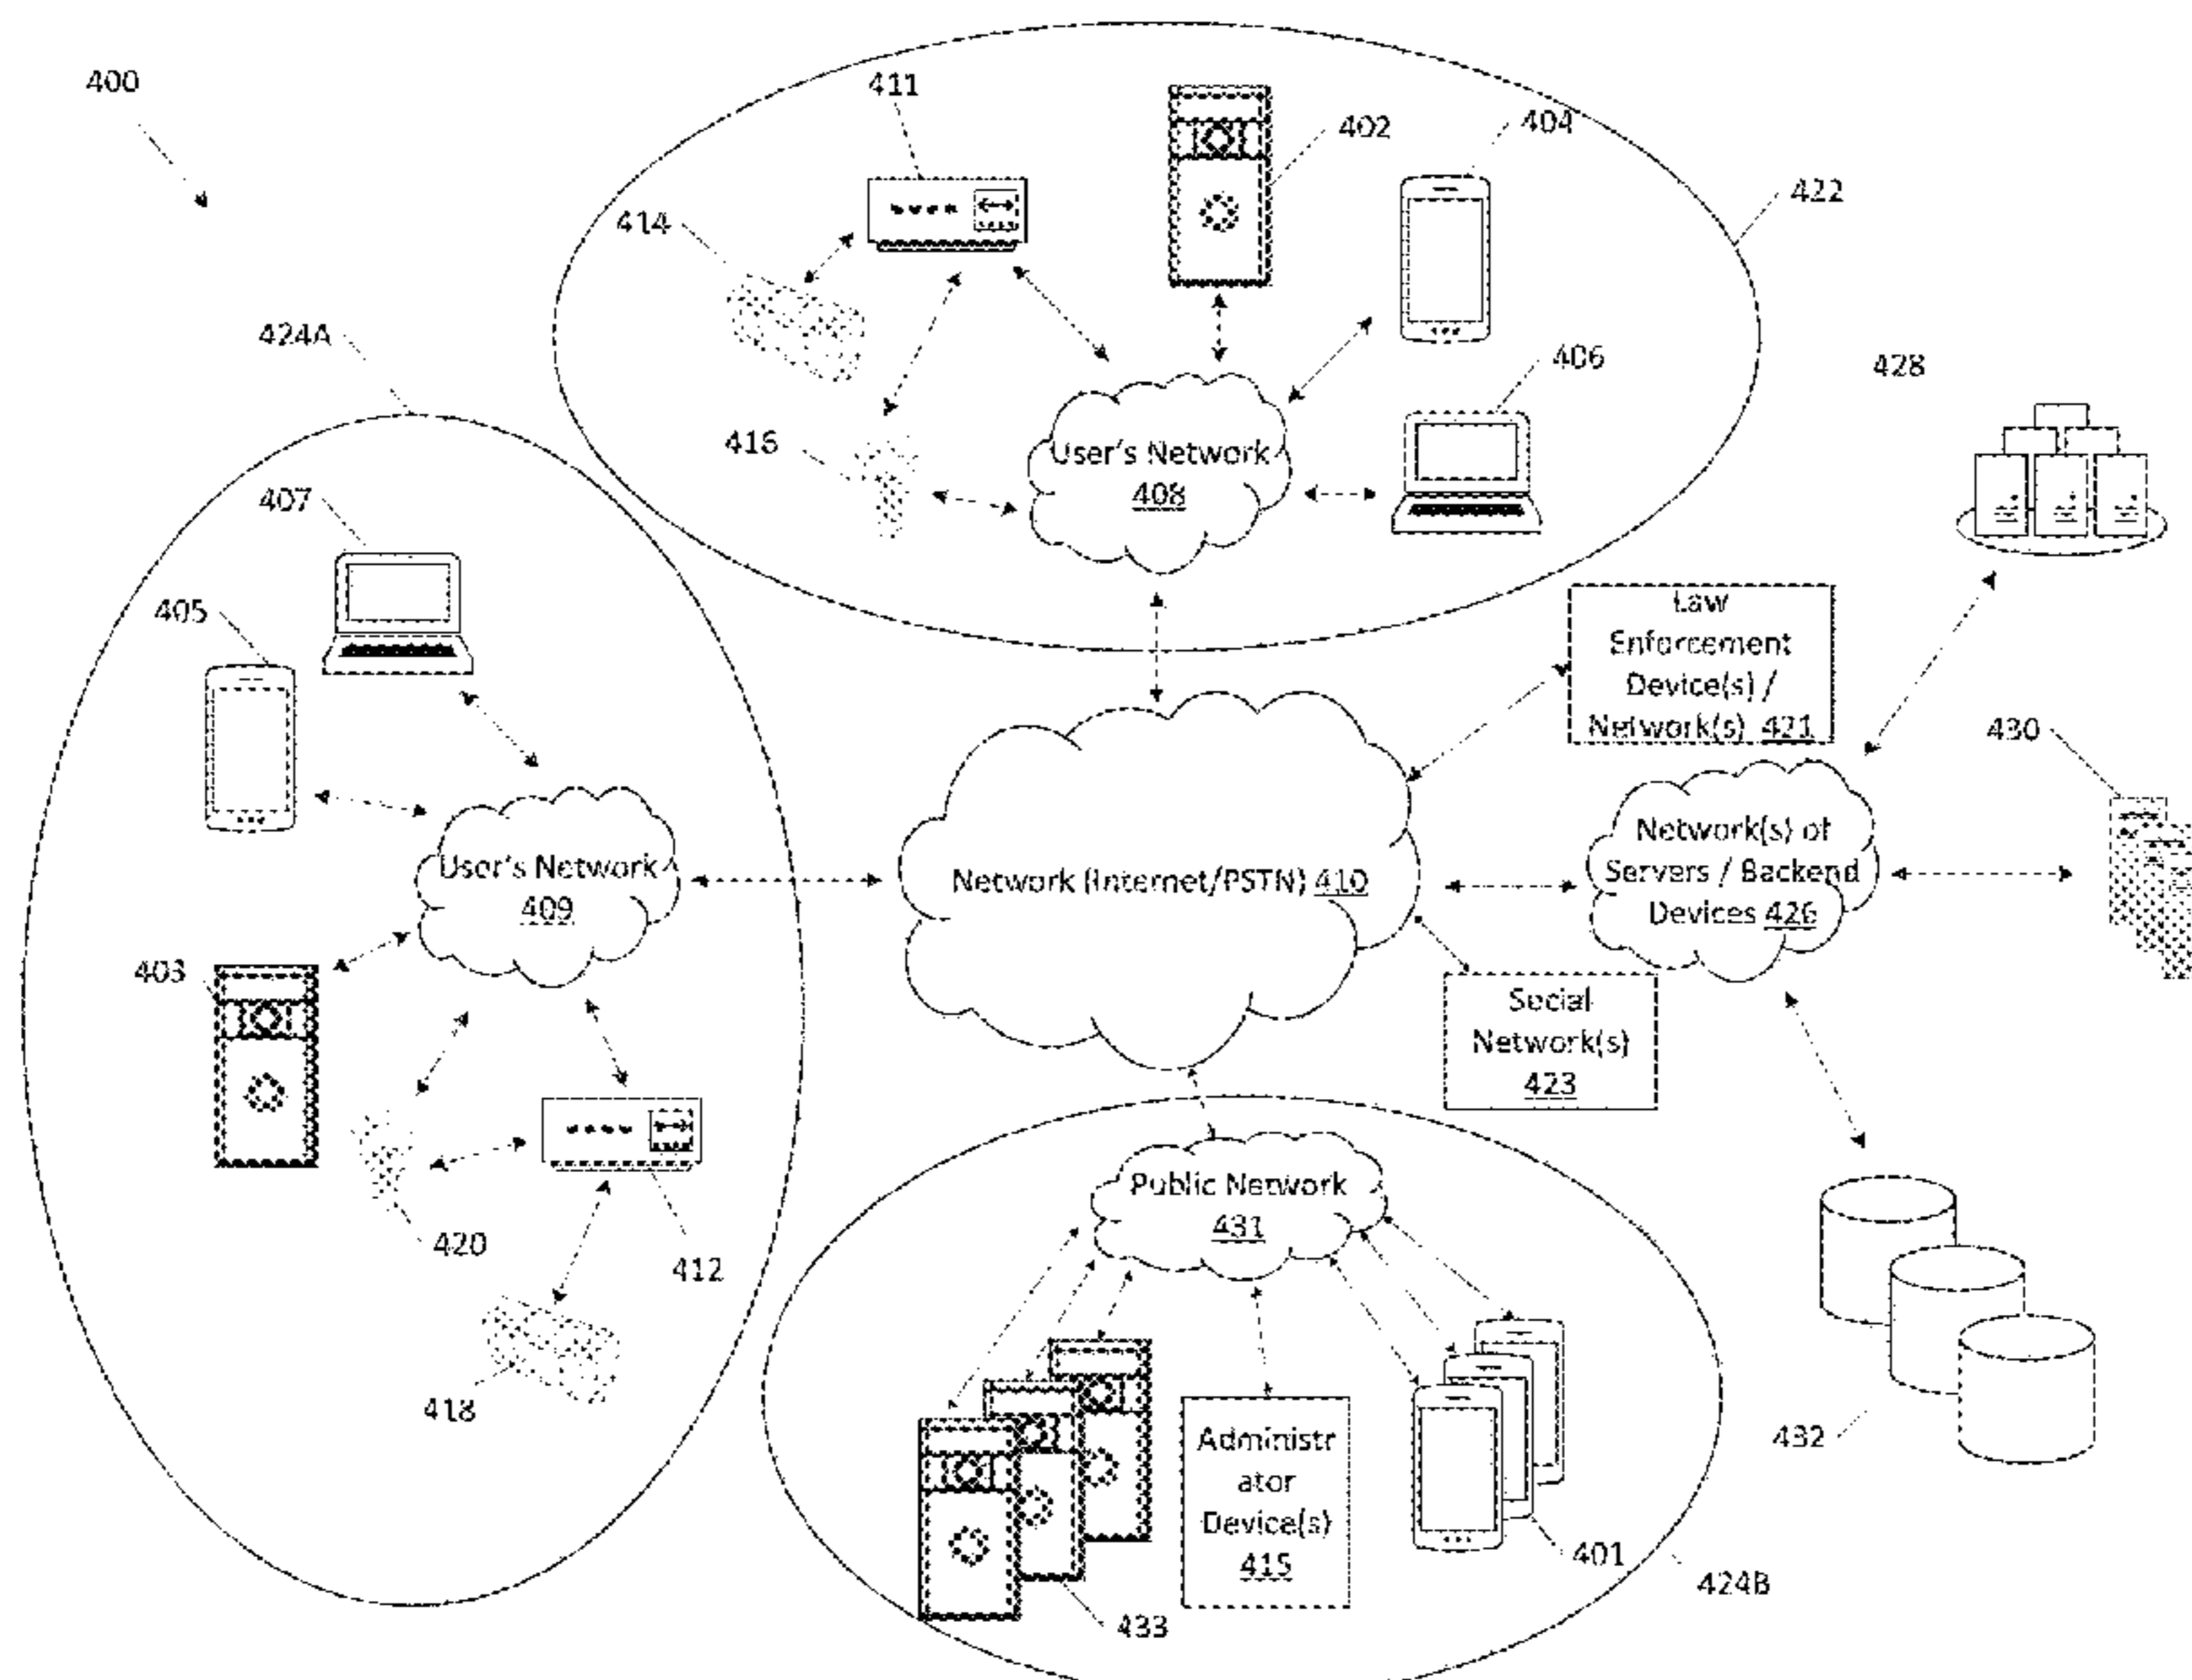 400
411
402
404
422
414
424A
406
428
416
User's Network
408
407
405
Law
Enforcement
Device(s) /
Network(s) 421
430
Network(s) of
Servers / Backend
Devices 426
User's Network
409
Network (Internet/PSTN) 410
403
Social
Network(s)
423
Public Network
431
420
412
418
432
Administr
ator
Device(s)
415
401
424B
433